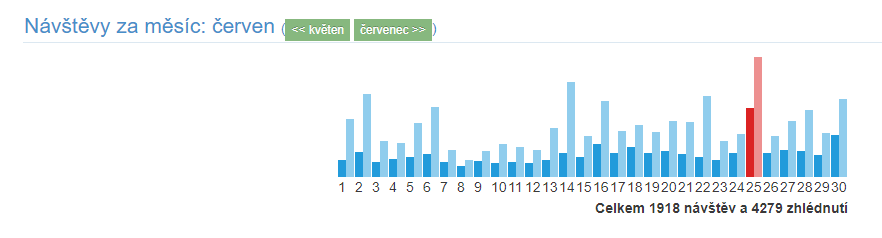 Návštěvy za měsíc: červen (<< květen červenec >>)
1 2 3 4 5 6 7 8 9 10 11 12 13 14 15 16 17 18 19 20 21 22 23 24 25 26 27 28 29 30
Celkem 1918 návštěv a 4279 zhlédnutí